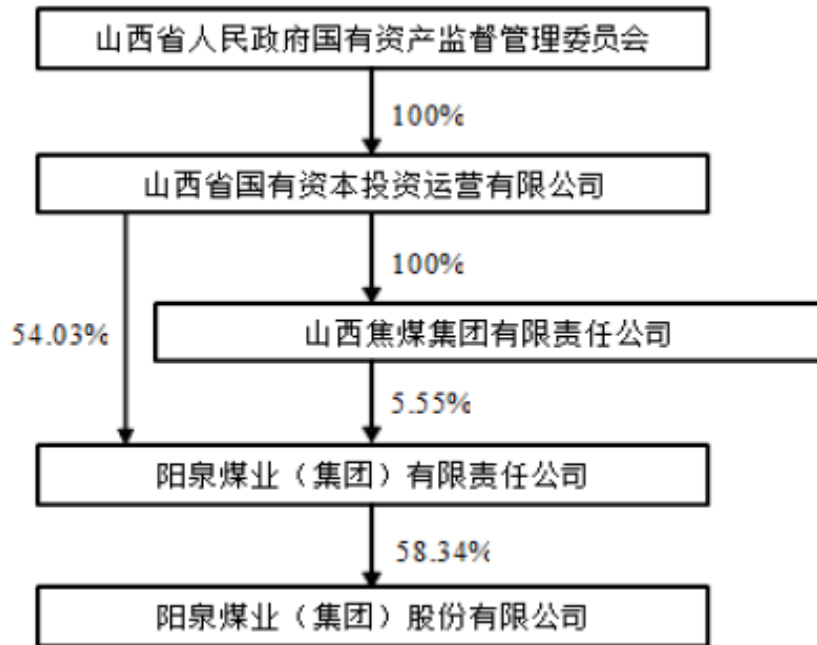 山西省人民政府国有资产监督管理委员会
100%
山西省国有资本投资运营有限公司
100%
54.03%
山西焦煤集团有限责任公司
5.55%
阳泉煤业（集团）有限责任公司
58.34%
阳泉煤业（集团）股份有限公司